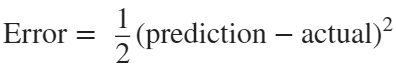 Error = 1/2 (prediction − actual)²